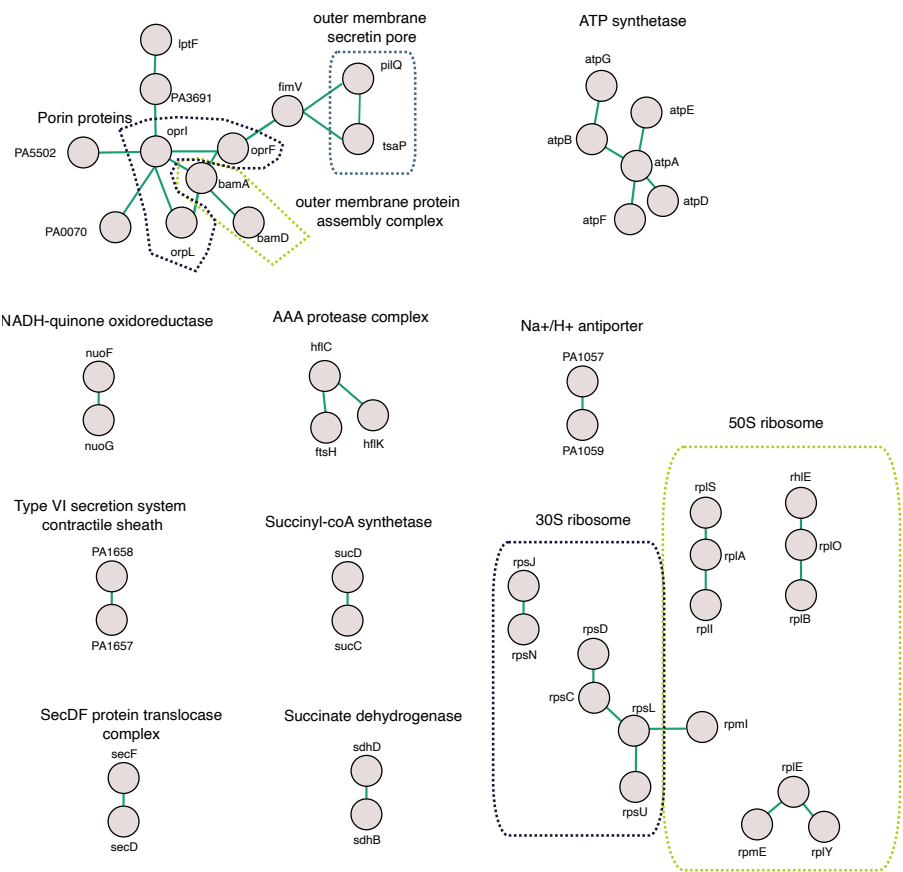 outer membrane
secretin pore
ATP synthetase
lptF
pilQ
atpG
PA3691
fimV
atpE
Porin proteins
oprI
atpB
PA5502
oprF
tsaP
atpA
bamA
outer membrane protein
assembly complex
atpD
atpF
PA0070
orpL
bamD
NADH-quinone oxidoreductase
AAA protease complex
Na+/H+ antiporter
nuoF
hflC
PA1057
nuoG
ftsH
hflK
PA1059
50S ribosome
rplS
rhlE
Type VI secretion system
contractile sheath
Succinyl-coA synthetase
30S ribosome
PA1658
sucD
rpsJ
rplA
rplO
PA1657
sucC
rpsN
rpsD
rplI
rplB
rpsC
rpsL
SecDF protein translocase
complex
Succinate dehydrogenase
rpmI
secF
sdhD
rplE
rpsU
secD
sdhB
rpmE
rplY